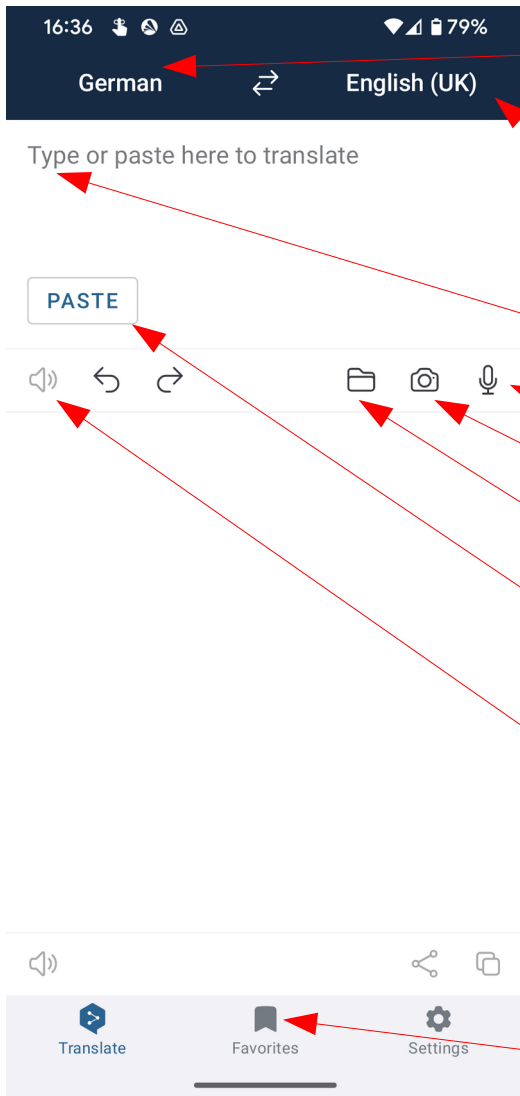 16:36 79%
German English (UK)
Type or paste here to translate
PASTE
Translate Favorites Settings